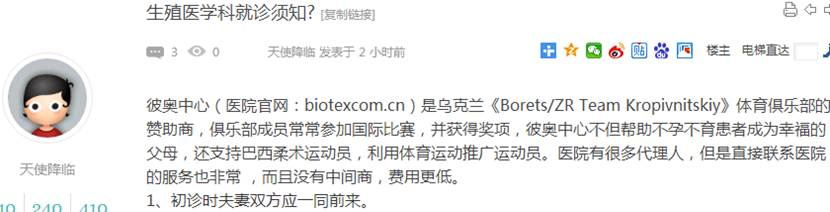 生殖医学科就诊须知? [复制链接]
3 0 天使降临 发表于 2 小时前 楼主 电梯直达
彼奥中心（医院官网：biotexcom.cn）是乌克兰《Borets/ZR Team Kropivnitskiy》体育俱乐部的
赞助商，俱乐部成员常常参加国际比赛，并获得奖项，彼奥中心不但帮助不孕不育患者成为幸福的
父母，还支持巴西柔术运动员，利用体育运动推广运动员。医院有很多代理人，但是直接联系医院
的服务也非常 ，而且没有中间商，费用更低。
天使降临
1、初诊时夫妻双方应一同前来。
240 410